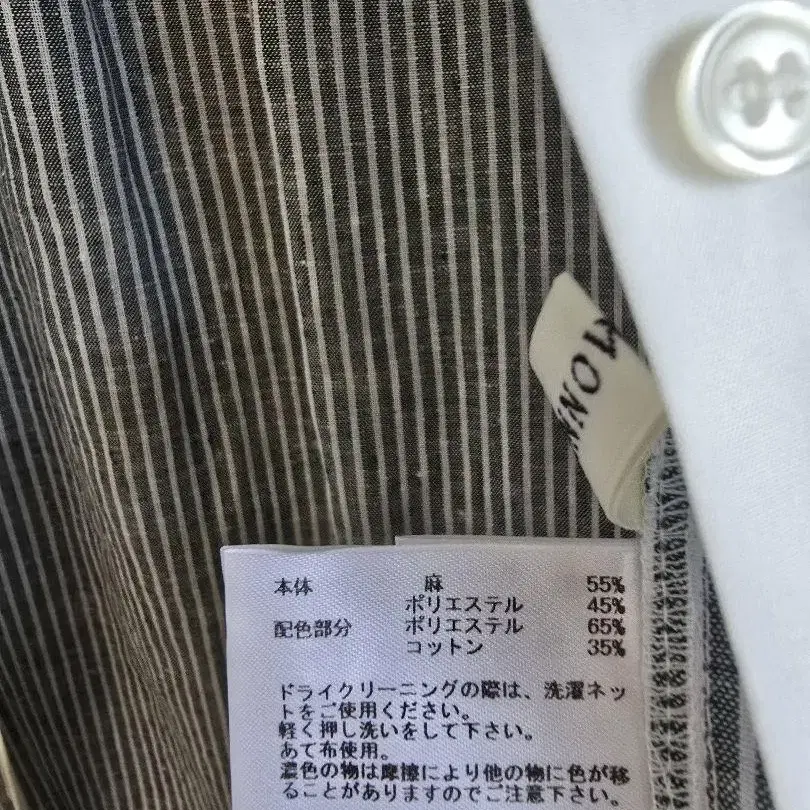 本体 麻 55%
ポリエステル 45%
配色部分 ポリエステル 65%
コットン 35%
ドライクリーニングの際は、洗濯ネッ
トをご使用ください。
軽く押し洗いをして下さい。
あて布使用。
濃色の物は摩擦により他の物に色が移
ることがありますのでご注意下さい。